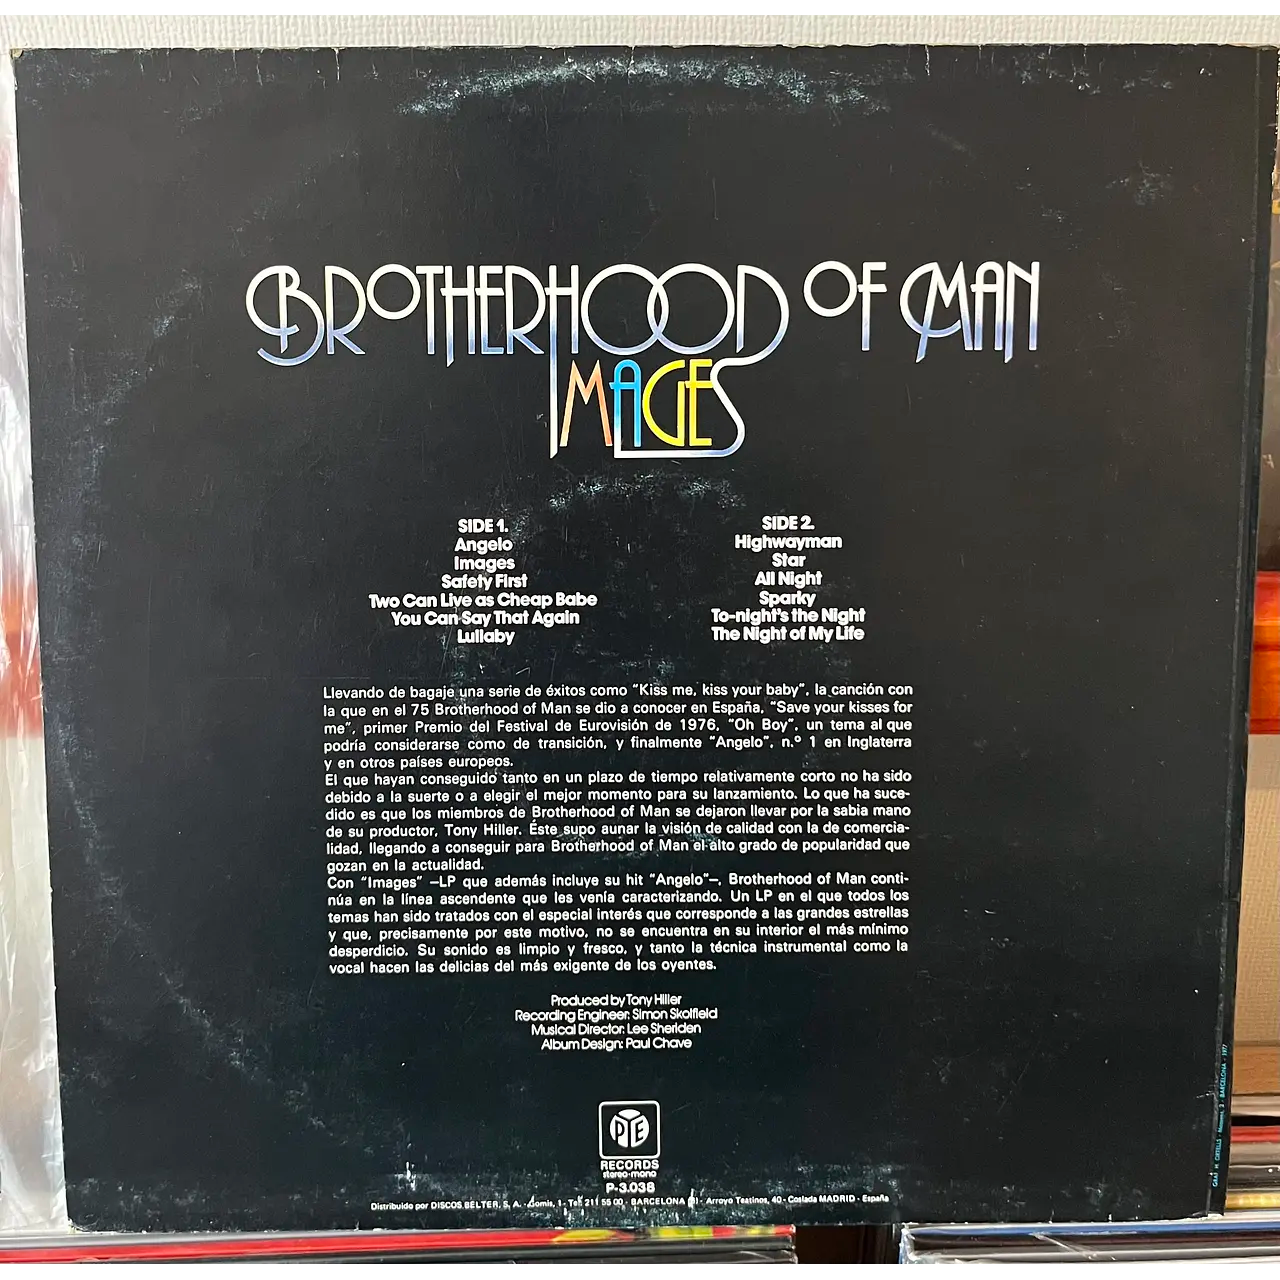 BROTHERHOOD OF MAN
IMAGES
SIDE 1.
Angelo
Images
Safety First
Two Can Live as Cheap Babe
You Can Say That Again
Lullaby
SIDE 2.
Highwayman
Star
All Night
Sparky
To-night's the Night
The Night of My Life
Llevando de bagaje una serie de éxitos como "Kiss me, kiss your baby", la canción con
la que en el 75 Brotherhood of Man se dio a conocer en España, "Save your kisses for
me", primer Premio del Festival de Eurovisión de 1976, "Oh Boy", un tema al que
podría considerarse como de transición, y finalmente "Angelo", n.º 1 en Inglaterra
y en otros países europeos.
El que hayan conseguido tanto en un plazo de tiempo relativamente corto no ha sido
debido a la suerte o a elegir el mejor momento para su lanzamiento. Lo que ha suce-
dido es que los miembros de Brotherhood of Man se dejaron llevar por la sabia mano
de su productor, Tony Hiller. Éste supo aunar la visión de calidad con la de comercia-
lidad, llegando a conseguir para Brotherhood of Man el alto grado de popularidad que
gozan en la actualidad.
Con "Images" –LP que además incluye su hit "Angelo"–, Brotherhood of Man conti-
núa en la línea ascendente que les venía caracterizando. Un LP en el que todos los
temas han sido tratados con el especial interés que corresponde a las grandes estrellas
y que, precisamente por este motivo, no se encuentra en su interior el más mínimo
desperdicio. Su sonido es limpio y fresco, y tanto la técnica instrumental como la
vocal hacen las delicias del más exigente de los oyentes.
Produced by Tony Hiller
Recording Engineer: Simon Skolfield
Musical Director: Lee Sheriden
Album Design: Paul Chave
PYE
RECORDS
stereo-mono
P-3.038
Distribuido por DISCOS BELTER, S. A. - 1 - Tel. 211 55 00 - BARCELONA - Arroyo Teatinos, 40 - Coslada MADRID - España
BARCELONA - 1977